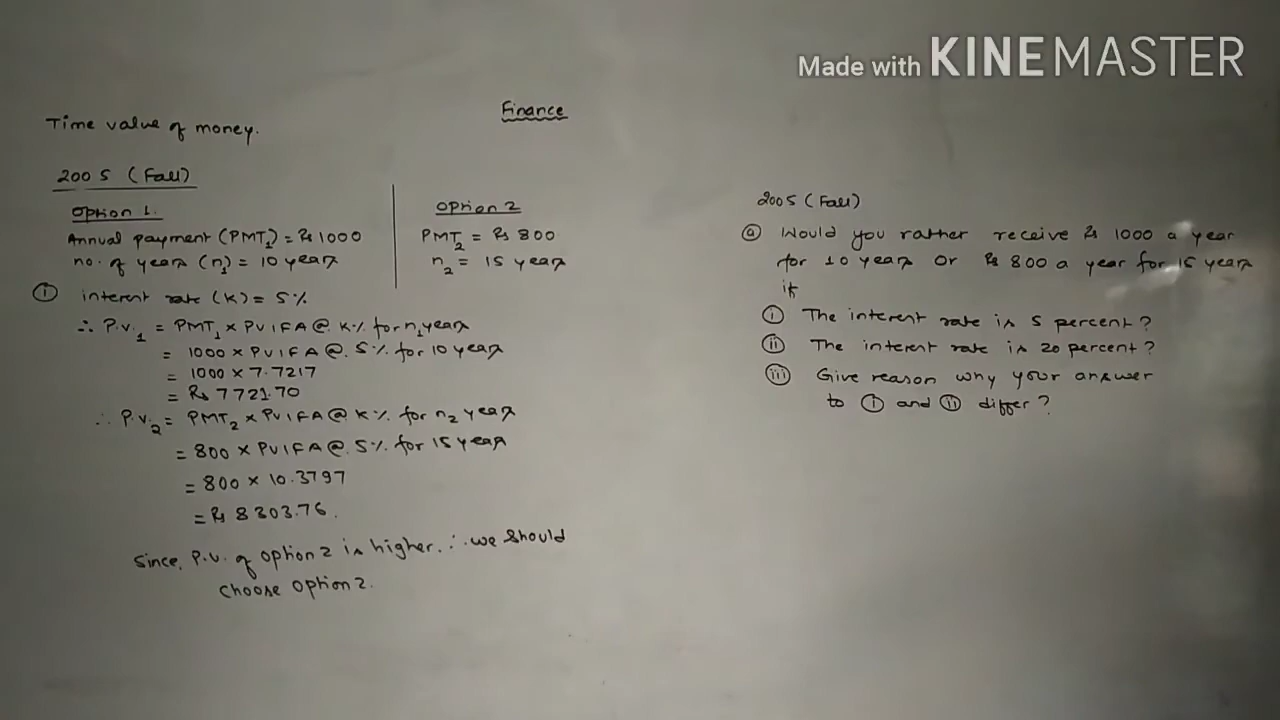 Made with KINEMASTER
Finance
Time value of money.
2005 (Fall)
Option 1.
Annual payment (PMT1) = Rs 1000
no. of years (n1) = 10 years
Option 2
PMT2 = Rs 800
n2 = 15 years
(i) interest rate (K) = 5%
∴ P.V.1 = PMT1 × PVIFA @ K% for n1 years
= 1000 × PVIFA @. 5% for 10 years
= 1000 × 7.7217
= Rs 7721.70
∴ P.V.2 = PMT2 × PVIFA @ K% for n2 years
= 800 × PVIFA @. 5% for 15 years
= 800 × 10.3797
= Rs 8303.76.
Since, P.V. of option 2 is higher. ∴ we should
choose option 2.
2005 (Fall)
(a) Would you rather receive Rs 1000 a year
for 10 years or Rs 800 a year for 15 years
if
(i) The interest rate is 5 percent?
(ii) The interest rate is 20 percent?
(iii) Give reason why your answer
to (i) and (ii) differ?